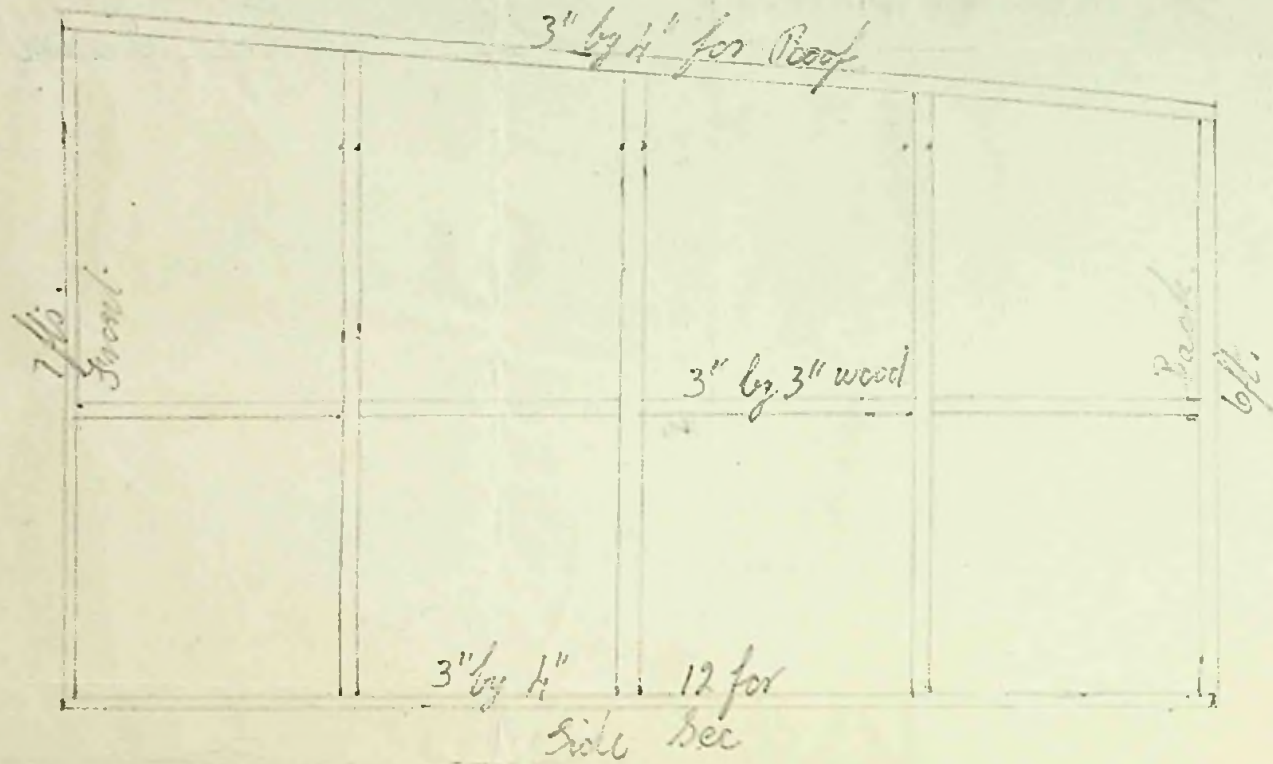 3" by 4" for Roof
7 ft.
Front.
3" by 3" wood
Back
6 ft.
3" by 4" 12 for
Side Sec